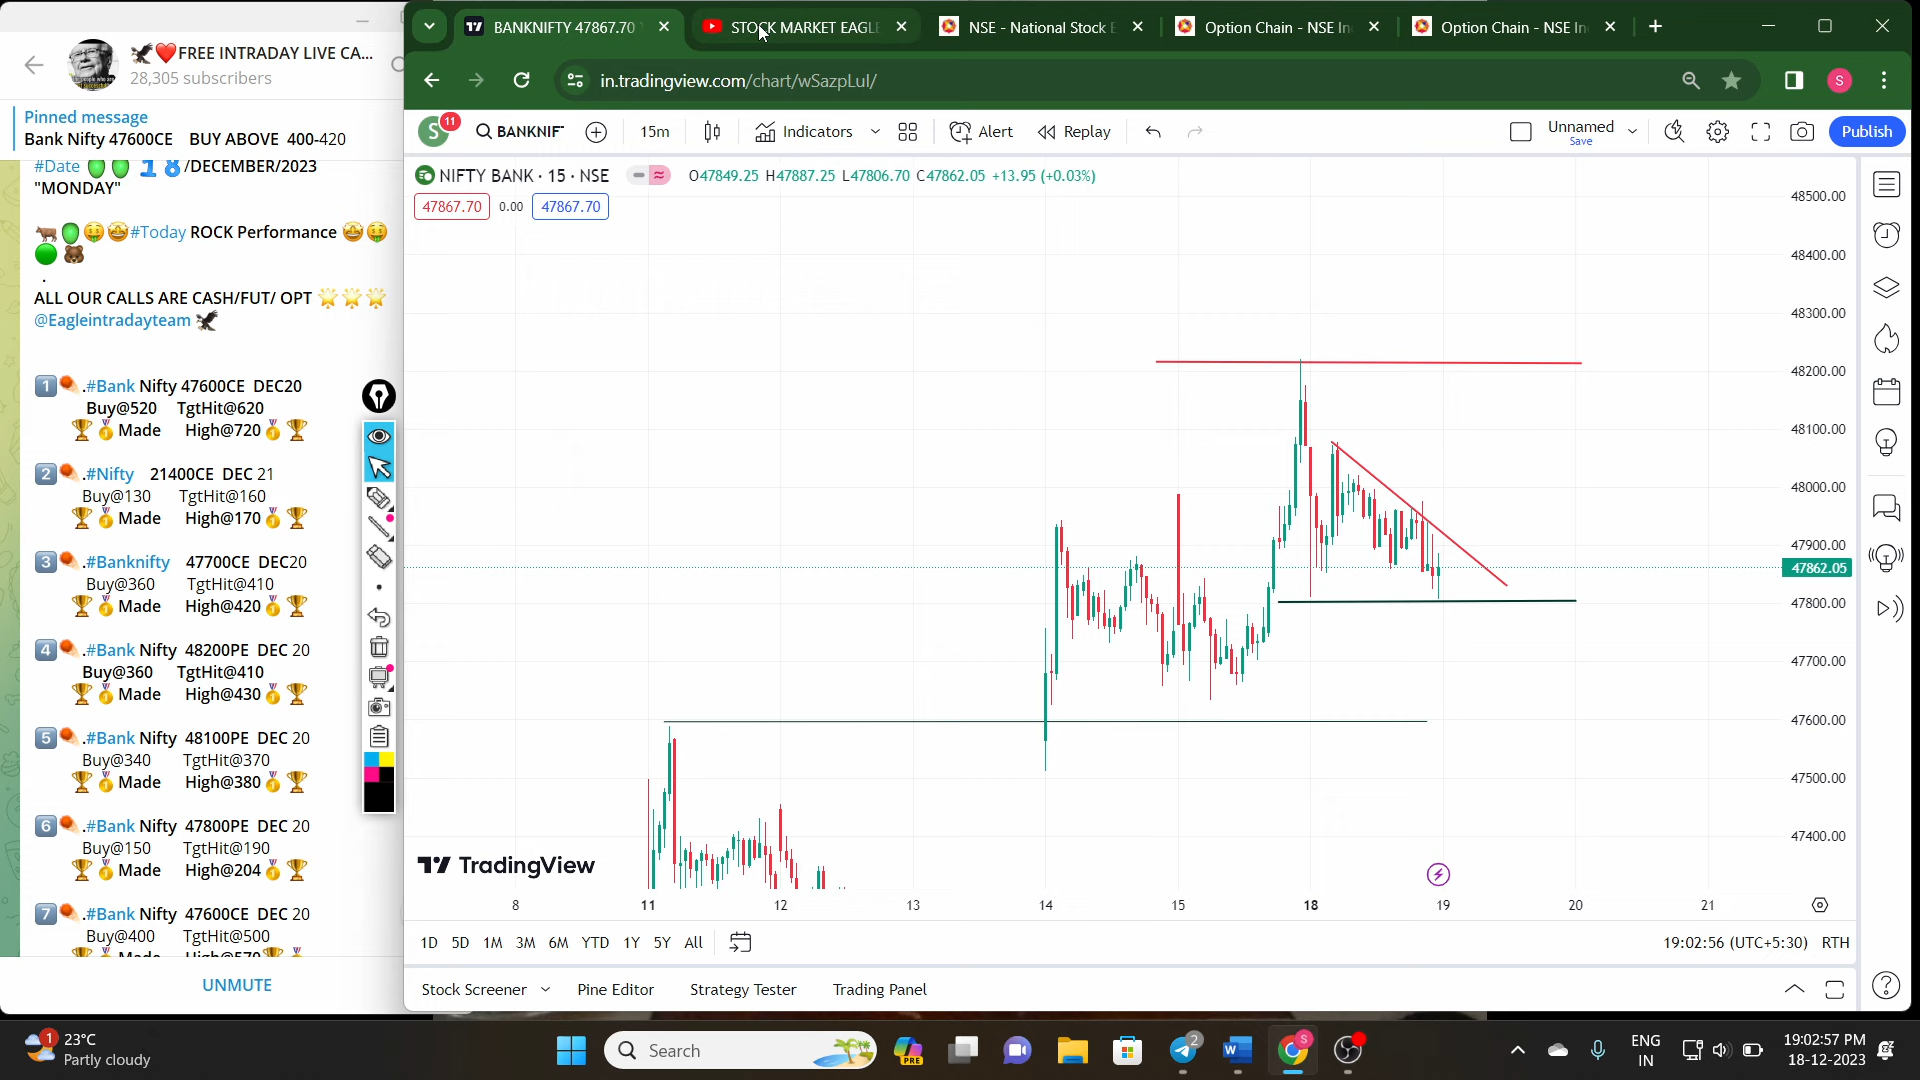 FREE INTRADAY LIVE CA...
28,305 subscribers
Pinned message
Bank Nifty 47600CE BUY ABOVE 400-420
#Date 18/DECEMBER/2023
"MONDAY"
#Today ROCK Performance
.
ALL OUR CALLS ARE CASH/FUT/ OPT
@Eagleintradayteam
1 .#Bank Nifty 47600CE DEC20
Buy@520 TgtHit@620
Made High@720
2 .#Nifty 21400CE DEC 21
Buy@130 TgtHit@160
Made High@170
3 .#Banknifty 47700CE DEC20
Buy@360 TgtHit@410
Made High@420
4 .#Bank Nifty 48200PE DEC 20
Buy@360 TgtHit@410
Made High@430
5 .#Bank Nifty 48100PE DEC 20
Buy@340 TgtHit@370
Made High@380
6 .#Bank Nifty 47800PE DEC 20
Buy@150 TgtHit@190
Made High@204
7 .#Bank Nifty 47600CE DEC 20
Buy@400 TgtHit@500
Made High@570
UNMUTE
BANKNIFTY 47867.70
STOCK MARKET EAGLE
NSE - National Stock E
Option Chain - NSE In
Option Chain - NSE In
in.tradingview.com/chart/wSazpLul/
S
S
11
BANKNIF
15m
Indicators
Alert
Replay
Unnamed
Save
Publish
NIFTY BANK · 15 · NSE
O47849.25 H47887.25 L47806.70 C47862.05 +13.95 (+0.03%)
47867.70
0.00
47867.70
48500.00
48400.00
48300.00
48200.00
48100.00
48000.00
47900.00
47862.05
47800.00
47700.00
47600.00
47500.00
47400.00
TradingView
8 11 12 13 14 15 18 19 20 21
1D 5D 1M 3M 6M YTD 1Y 5Y All
19:02:56 (UTC+5:30) RTH
Stock Screener Pine Editor Strategy Tester Trading Panel
1
23°C
Partly cloudy
Search
PRE
2
W
S
ENG
IN
19:02:57 PM
18-12-2023